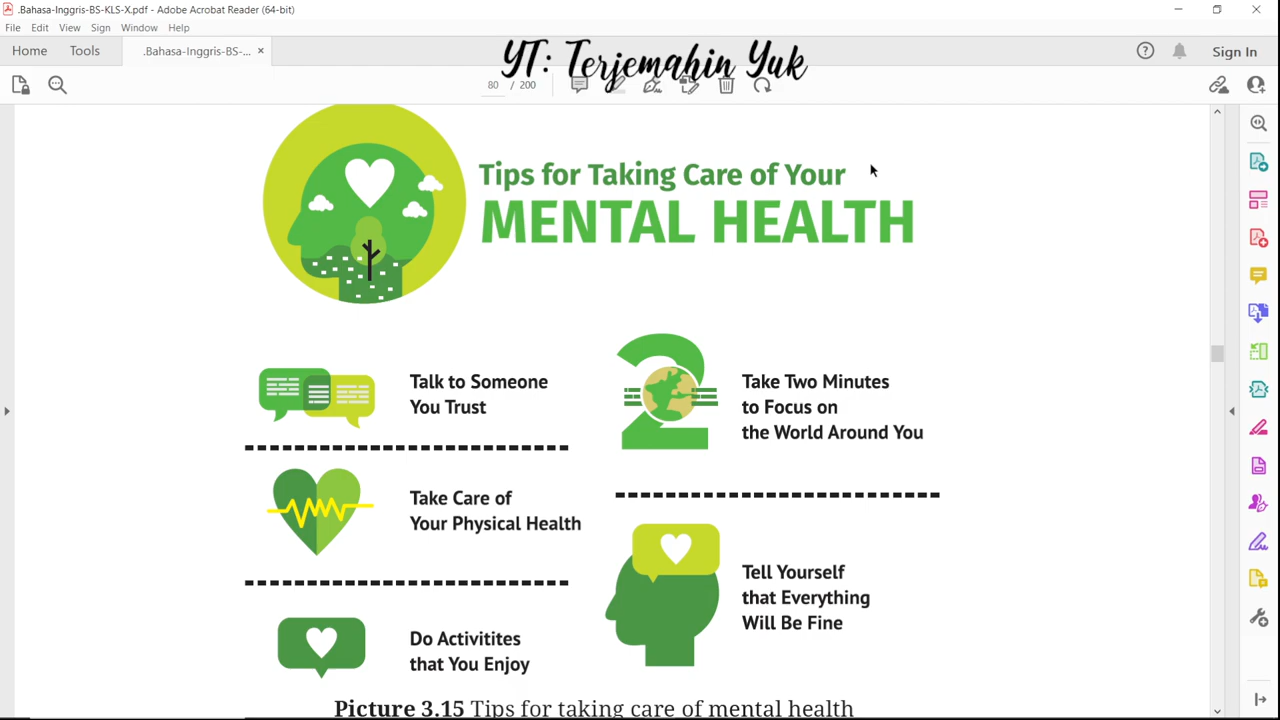 .Bahasa-Inggris-BS-KLS-X.pdf - Adobe Acrobat Reader (64-bit)
File Edit View Sign Window Help
Home Tools .Bahasa-Inggris-BS-... × Sign In
YT: Terjemahin Yuk
80 / 200
Tips for Taking Care of Your
MENTAL HEALTH
Talk to Someone
You Trust
Take Care of
Your Physical Health
Do Activitites
that You Enjoy
2
Take Two Minutes
to Focus on
the World Around You
Tell Yourself
that Everything
Will Be Fine
Picture 3.15 Tips for taking care of mental health